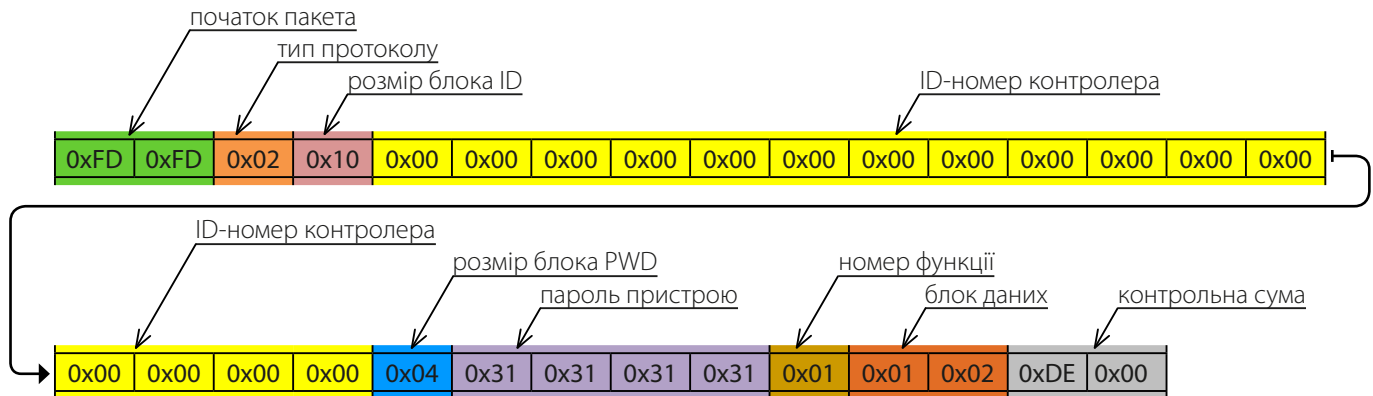 початок пакета
тип протоколу
розмір блока ID
ID-номер контролера
0xFD 0xFD 0x02 0x10 0x00 0x00 0x00 0x00 0x00 0x00 0x00 0x00 0x00 0x00 0x00 0x00
ID-номер контролера
розмір блока PWD
номер функції
пароль пристрою
блок даних
контрольна сума
0x00 0x00 0x00 0x00 0x04 0x31 0x31 0x31 0x31 0x01 0x01 0x02 0xDE 0x00